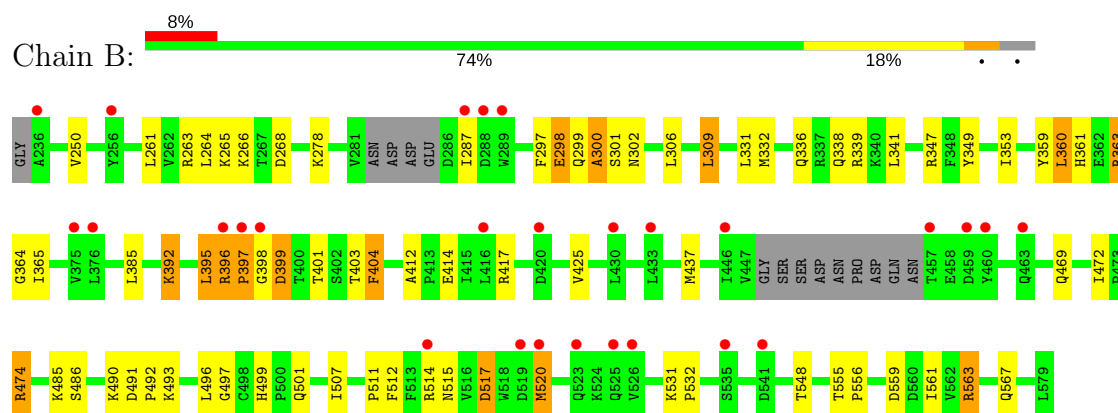 8%
Chain B:
74% 18% • •
GLY A236 V250 Y256 L261 V262 R263 L264 K265 K266 T267 D268 K278 V281 ASN ASP ASP GLU D286 I287 D288 W289 F297 E298 Q299 A300 S301 N302 L306 L309 L331 M332 Q336 R337 Q338 R339 K340 L341 R347 F348 Y349 I353 Y359 L360 H361 E362
G364 I365 V375 L376 L385 K392 L395 R396 P397 G398 D399 T400 T401 S402 T403 F404 A412 P413 E414 I415 L416 R417 D420 V425 L430 L433 M437 I446 V447 GLY SER SER ASP ASN PRO ASP GLN ASN T457 E458 D459 Y460 Q463 Q469 I472
R474 K485 S486 K490 D491 P492 K493 L496 G497 C498 H499 P500 Q501 I507 P511 F512 F513 R514 N515 V516 D517 W518 D519 M520 Q523 K524 Q525 V526 K531 P532 S535 D541 T548 T555 P556 D559 D560 I561 V562 R563 Q567 L579